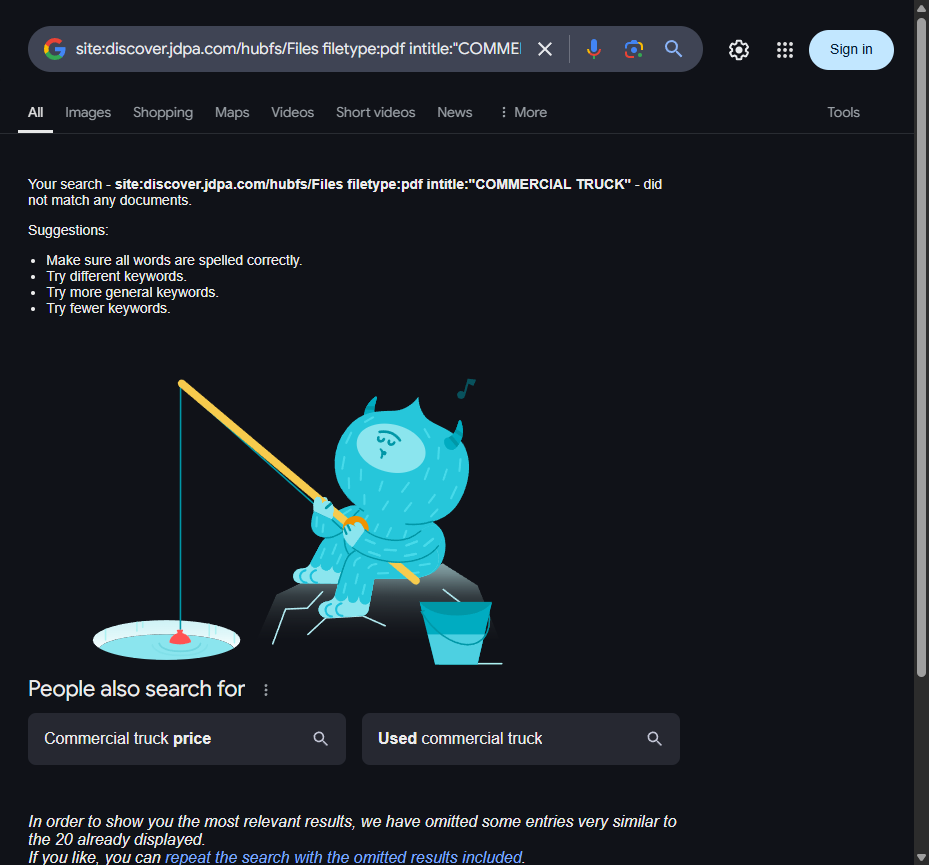 site:discover.jdpa.com/hubfs/Files filetype:pdf intitle:"COMME
Sign in
All Images Shopping Maps Videos Short videos News More Tools
Your search - site:discover.jdpa.com/hubfs/Files filetype:pdf intitle:"COMMERCIAL TRUCK" - did
not match any documents.
Suggestions:
Make sure all words are spelled correctly.
Try different keywords.
Try more general keywords.
Try fewer keywords.
People also search for
Commercial truck price
Used commercial truck
In order to show you the most relevant results, we have omitted some entries very similar to
the 20 already displayed.
If you like, you can repeat the search with the omitted results included.